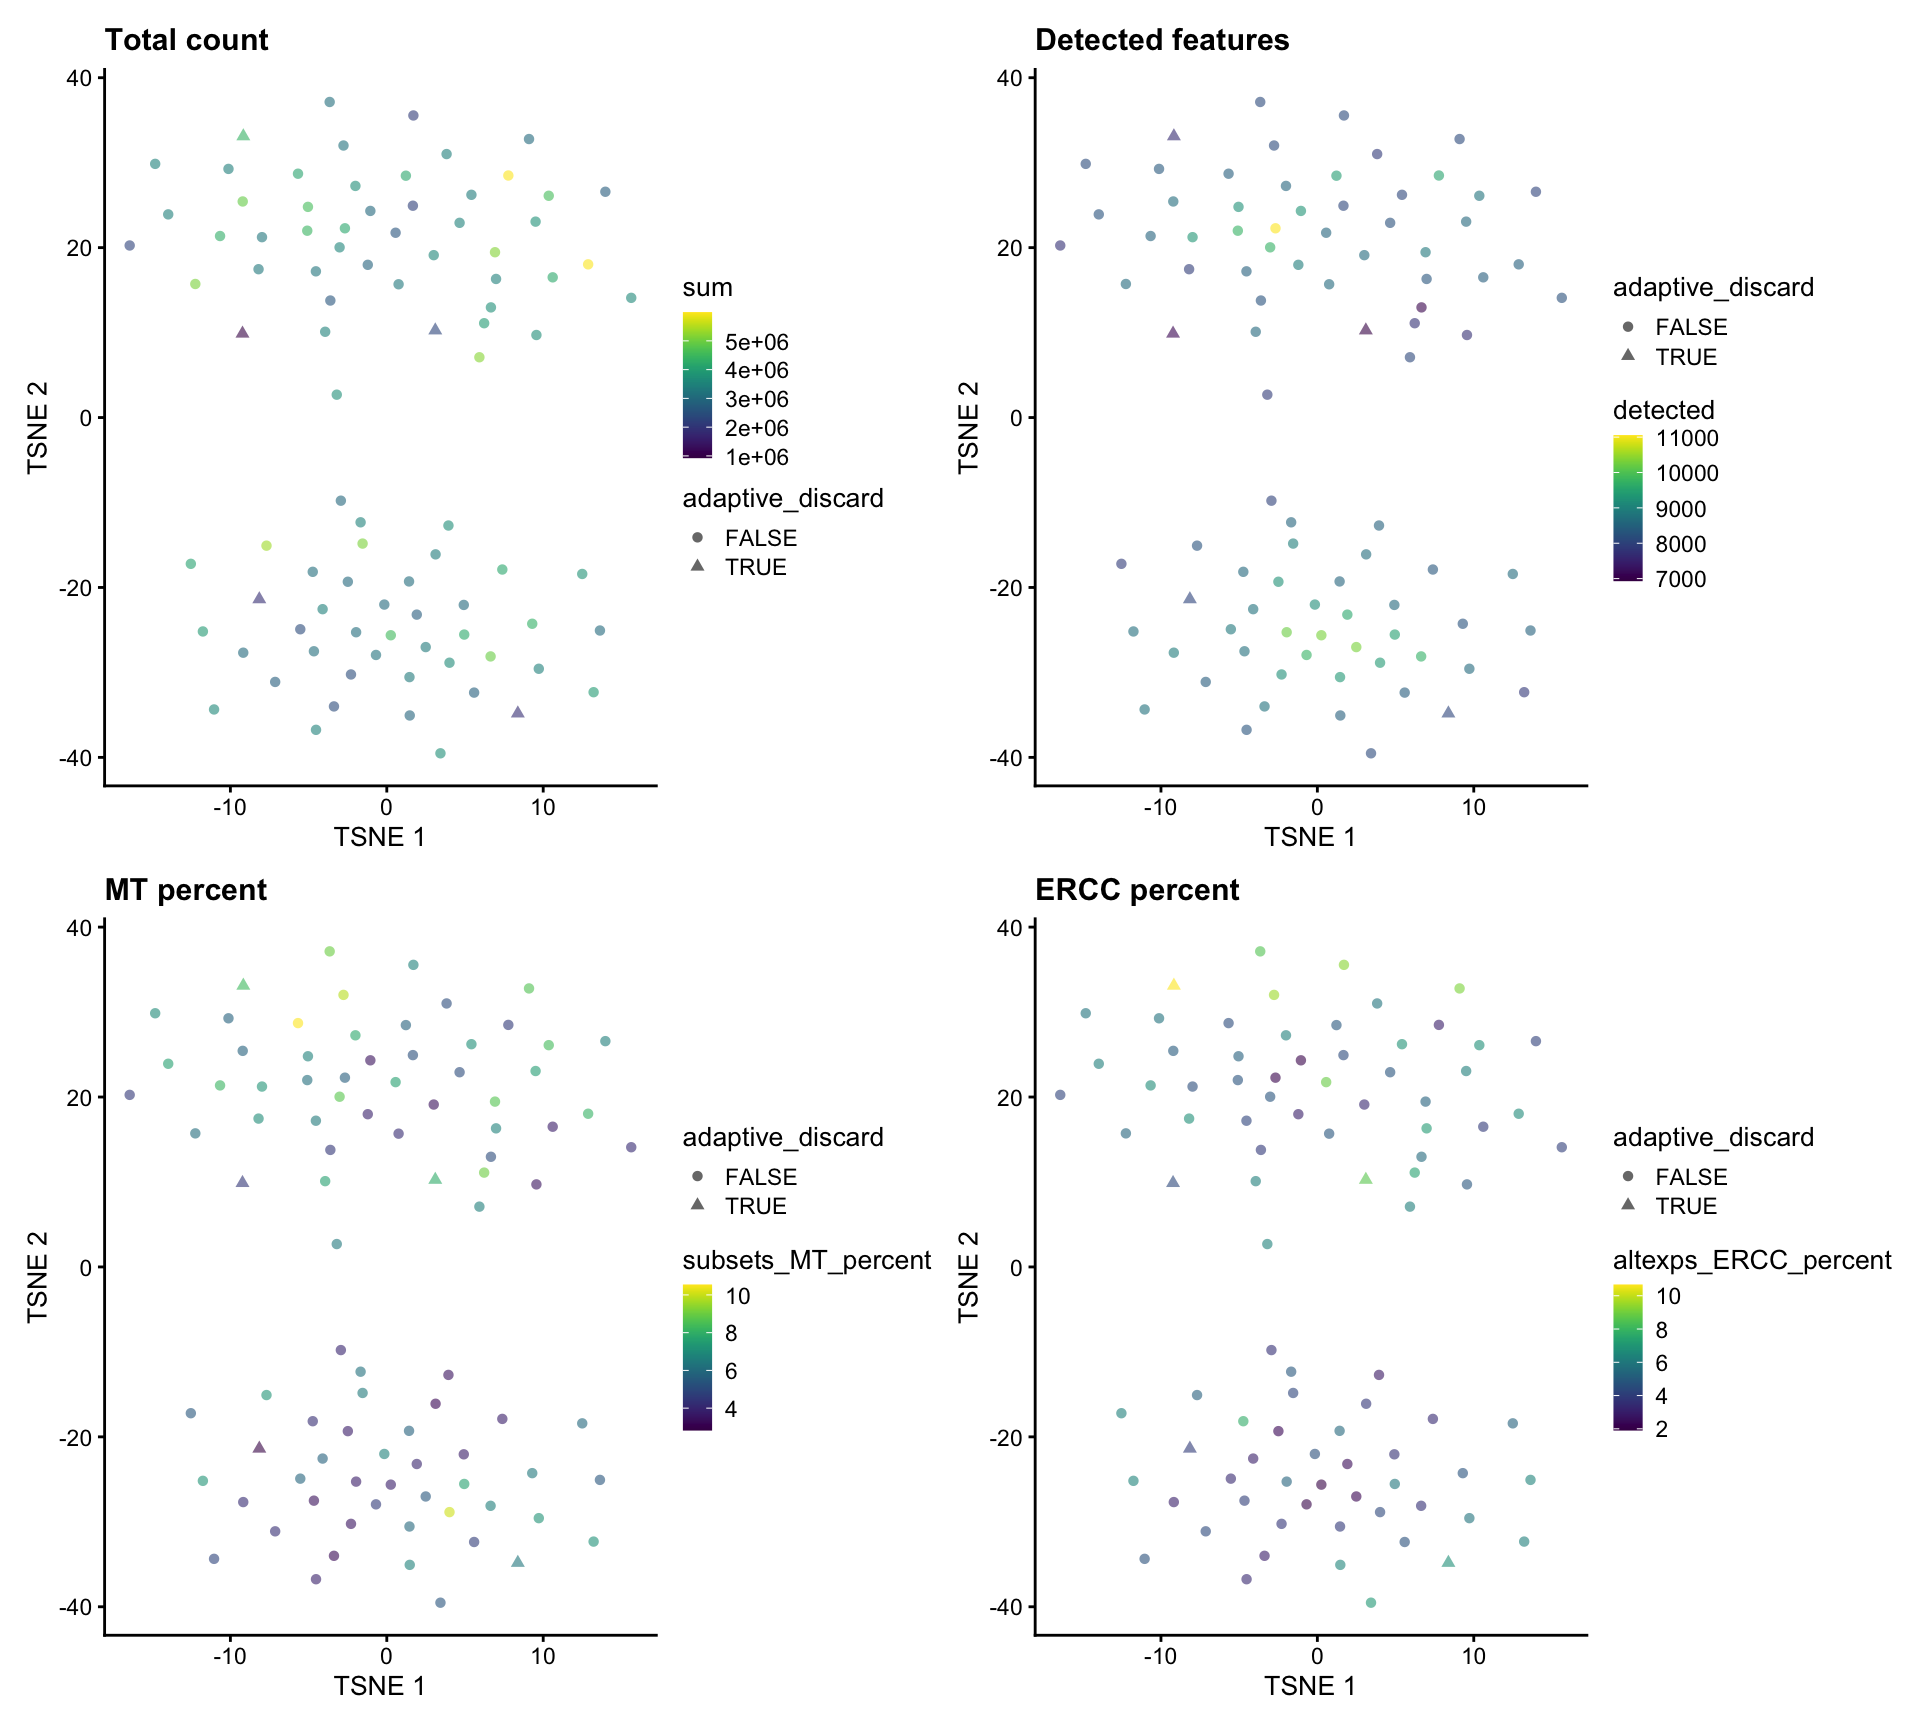 Total count
40
20
0
-20
-40
TSNE 2
-10 0 10
TSNE 1
sum
5e+06
4e+06
3e+06
2e+06
1e+06
adaptive_discard
FALSE
TRUE
Detected features
40
20
0
-20
-40
TSNE 2
-10 0 10
TSNE 1
adaptive_discard
FALSE
TRUE
detected
11000
10000
9000
8000
7000
MT percent
40
20
0
-20
-40
TSNE 2
-10 0 10
TSNE 1
adaptive_discard
FALSE
TRUE
subsets_MT_percent
10
8
6
4
ERCC percent
40
20
0
-20
-40
TSNE 2
-10 0 10
TSNE 1
adaptive_discard
FALSE
TRUE
altexps_ERCC_percent
10
8
6
4
2